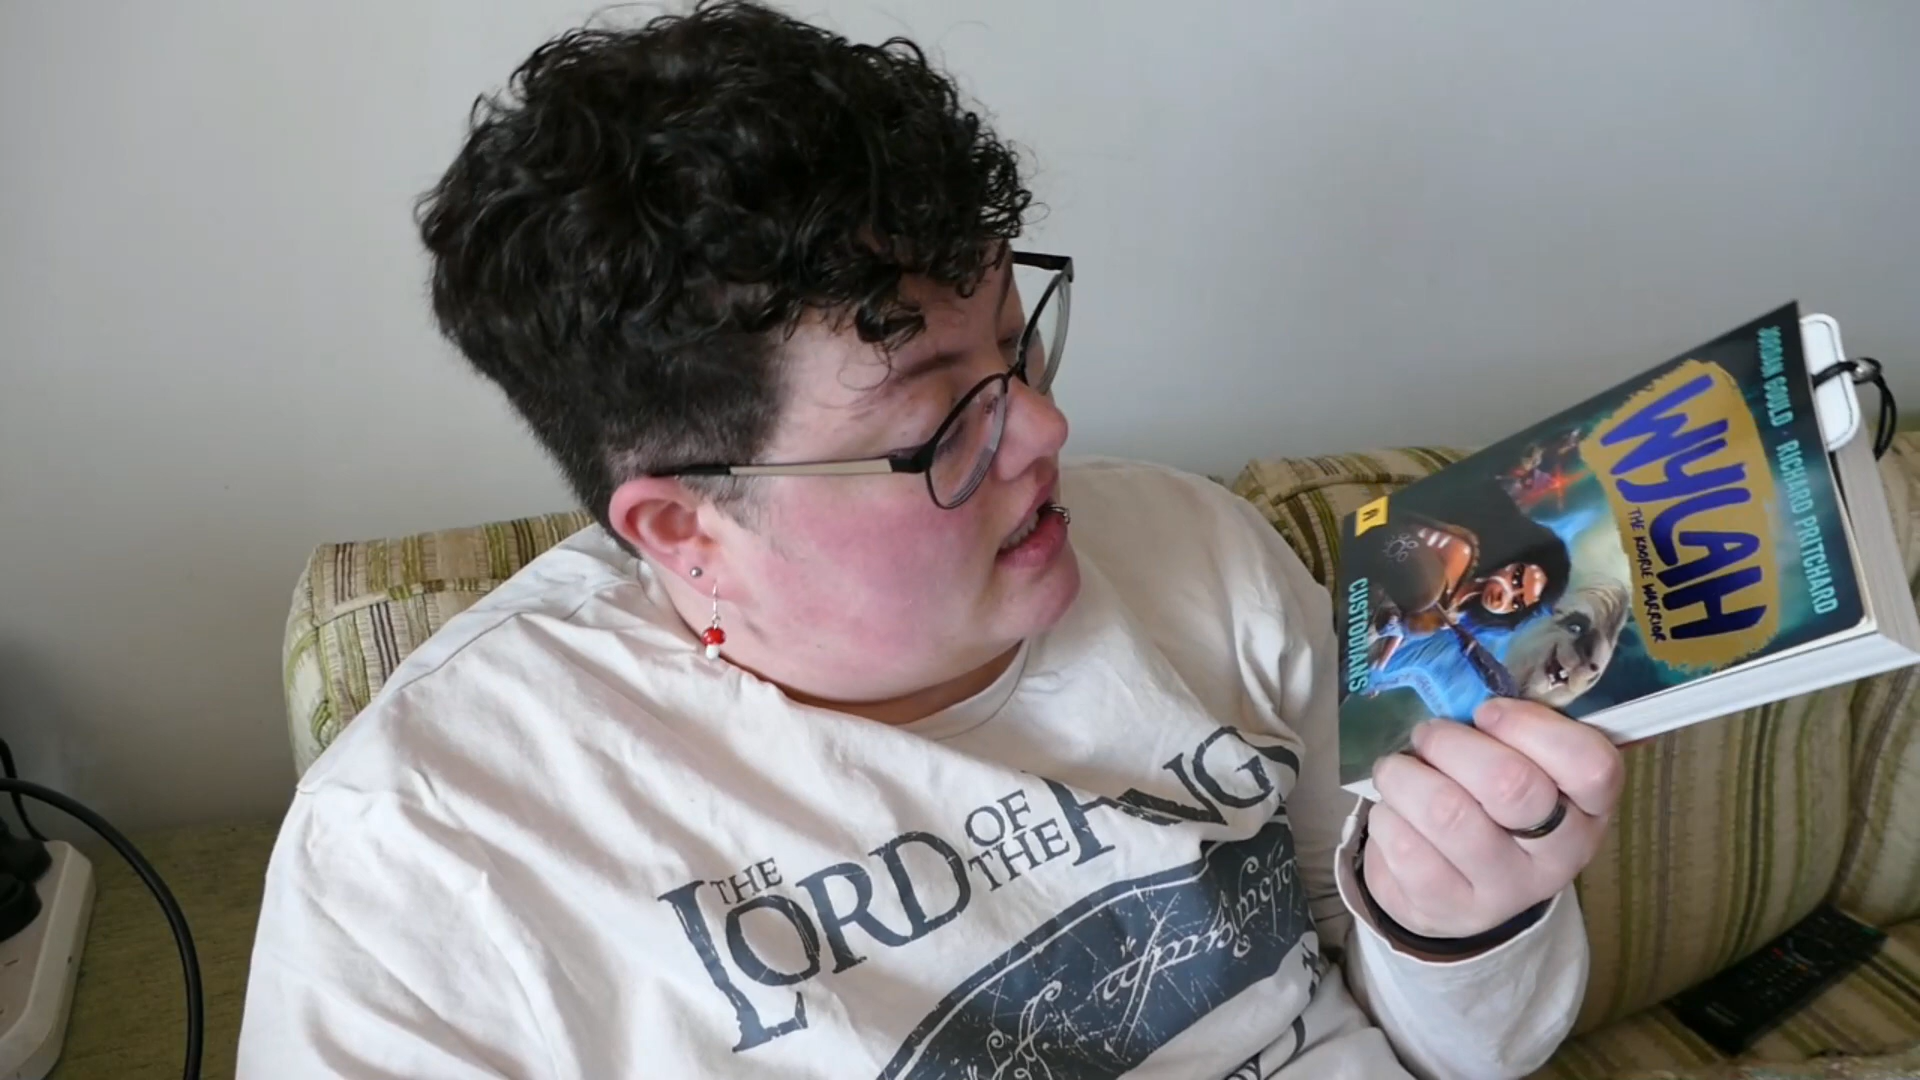 JORDAN GOULD · RICHARD PRITCHARD
WYLAH
THE KOORIE WARRIOR
CUSTODIANS
THE
LORD
OF
THE
RINGS